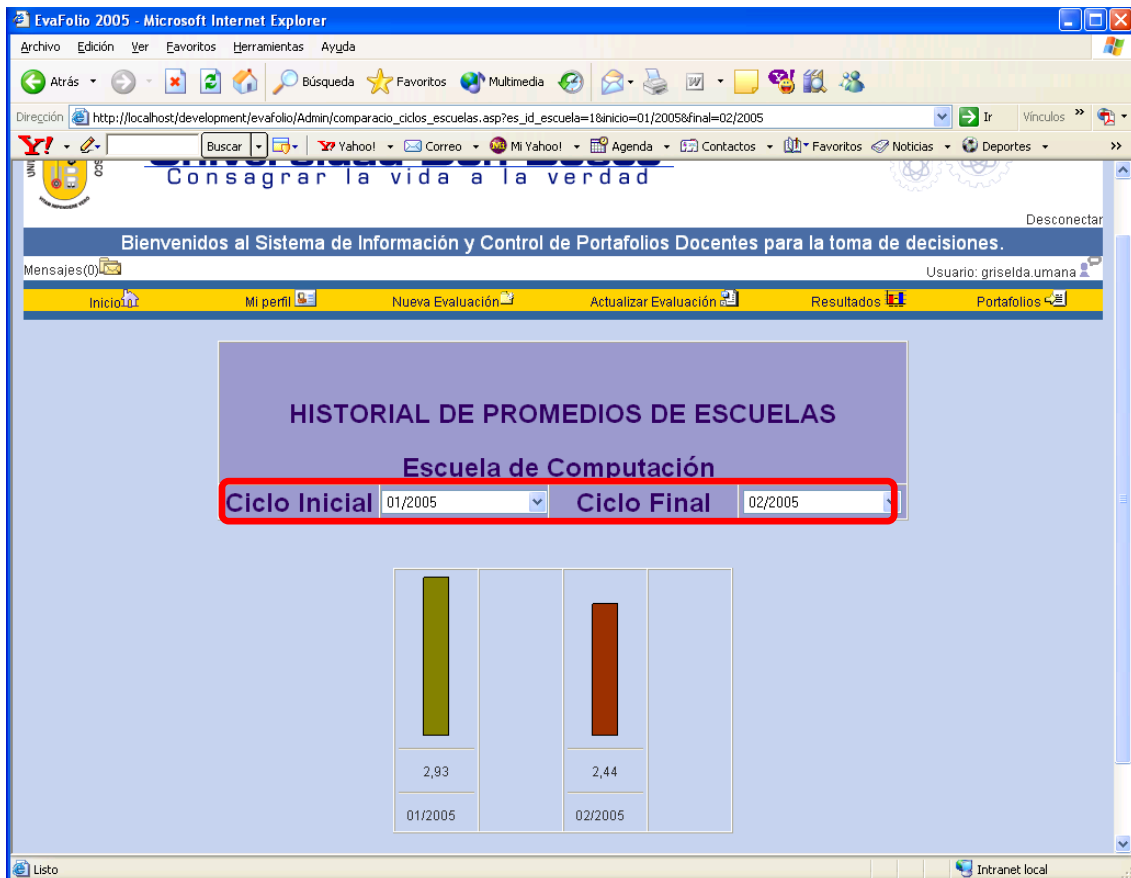 EvaFolio 2005 - Microsoft Internet Explorer
Archivo Edición Ver Favoritos Herramientas Ayuda
Atrás Búsqueda Favoritos Multimedia
Dirección http://localhost/development/evafolio/Admin/comparacio_ciclos_escuelas.asp?es_id_escuela=1&inicio=01/2005&final=02/2005 Ir Vínculos »
Y! Buscar Yahoo! Correo Mi Yahoo! Agenda Contactos Favoritos Noticias Deportes »
Universidad Don Bosco
Consagrar la vida a la verdad
Desconectar
Bienvenidos al Sistema de Información y Control de Portafolios Docentes para la toma de decisiones.
Mensajes(0) Usuario: griselda.umana
Inicio Mi perfil Nueva Evaluación Actualizar Evaluación Resultados Portafolios
HISTORIAL DE PROMEDIOS DE ESCUELAS
Escuela de Computación
Ciclo Inicial 01/2005 Ciclo Final 02/2005
2,93 2,44
01/2005 02/2005
Listo Intranet local